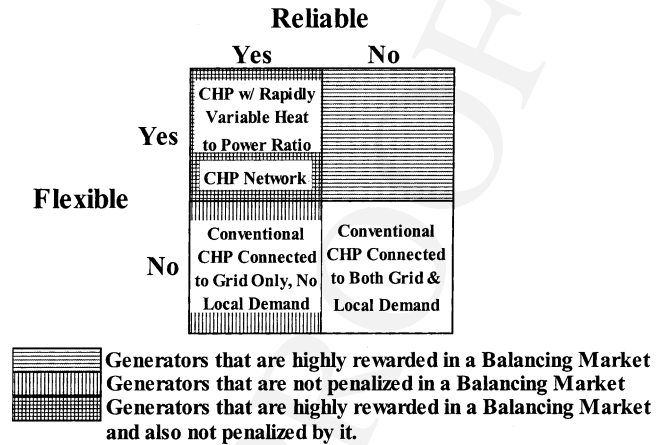 Reliable
Yes No
CHP w/ Rapidly
Variable Heat
to Power Ratio
Yes
CHP Network
Flexible
Conventional
CHP Connected
to Grid Only, No
Local Demand
Conventional
CHP Connected
to Both Grid &
Local Demand
No
Generators that are highly rewarded in a Balancing Market
Generators that are not penalized in a Balancing Market
Generators that are highly rewarded in a Balancing Market
and also not penalized by it.
PROOF